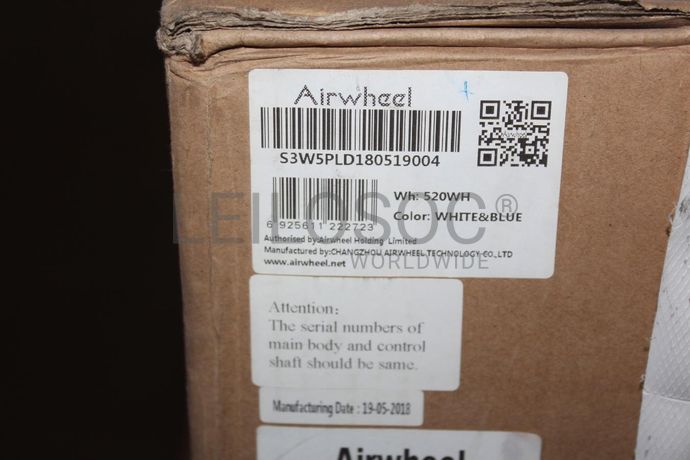 Airwheel
S3W5PLD180519004
Wh: 520WH
Color: WHITE&BLUE
6 925611 222723
Authorised by:Airwheel Holding Limited
Manufactured by:CHANGZHOU AIRWHEEL TECHNOLOGY CO.,LTD
www.airwheel.net
LEILOSOC®
WORLDWIDE
Attention:
The serial numbers of
main body and control
shaft should be same.
Manufacturing Date : 19-05-2018
Airwheel